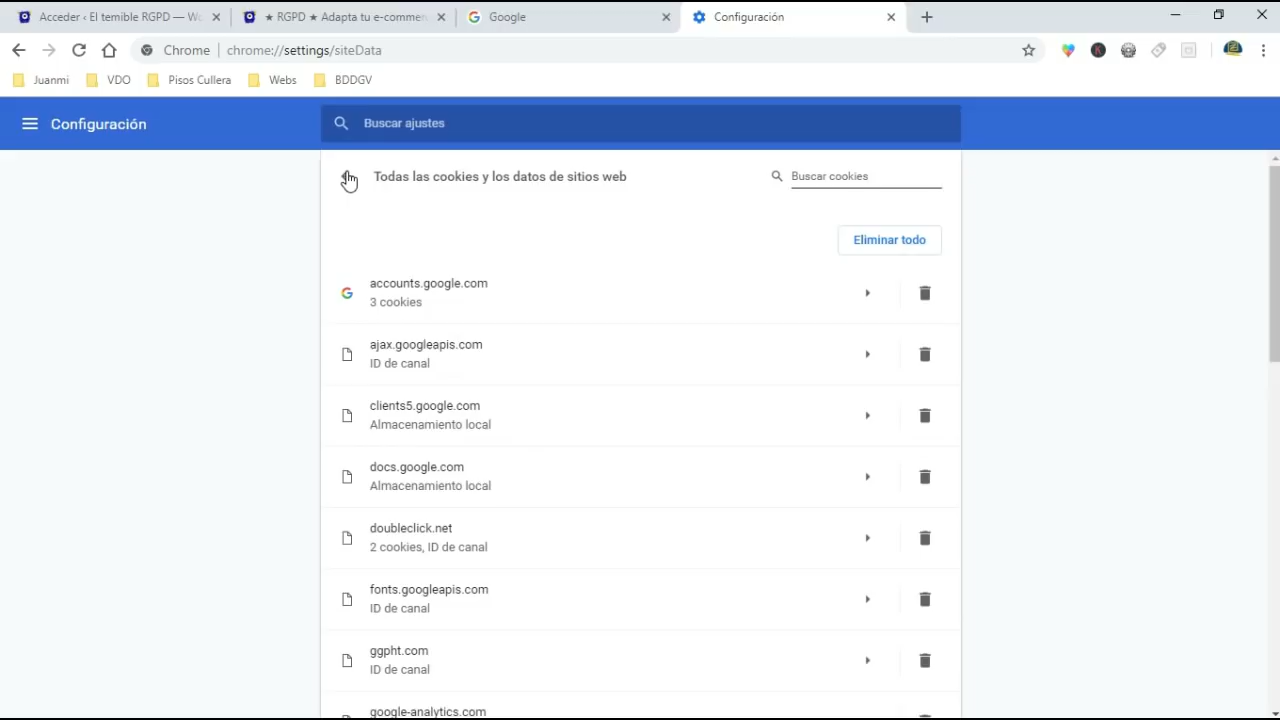 Acceder ‹ El temible RGPD — Wo
★ RGPD ★ Adapta tu e-commer
Google
Configuración
Chrome
chrome://settings/siteData
Juanmi
VDO
Pisos Cullera
Webs
BDDGV
Configuración
Buscar ajustes
Todas las cookies y los datos de sitios web
Buscar cookies
Eliminar todo
accounts.google.com
3 cookies
ajax.googleapis.com
ID de canal
clients5.google.com
Almacenamiento local
docs.google.com
Almacenamiento local
doubleclick.net
2 cookies, ID de canal
fonts.googleapis.com
ID de canal
ggpht.com
ID de canal
google-analytics.com